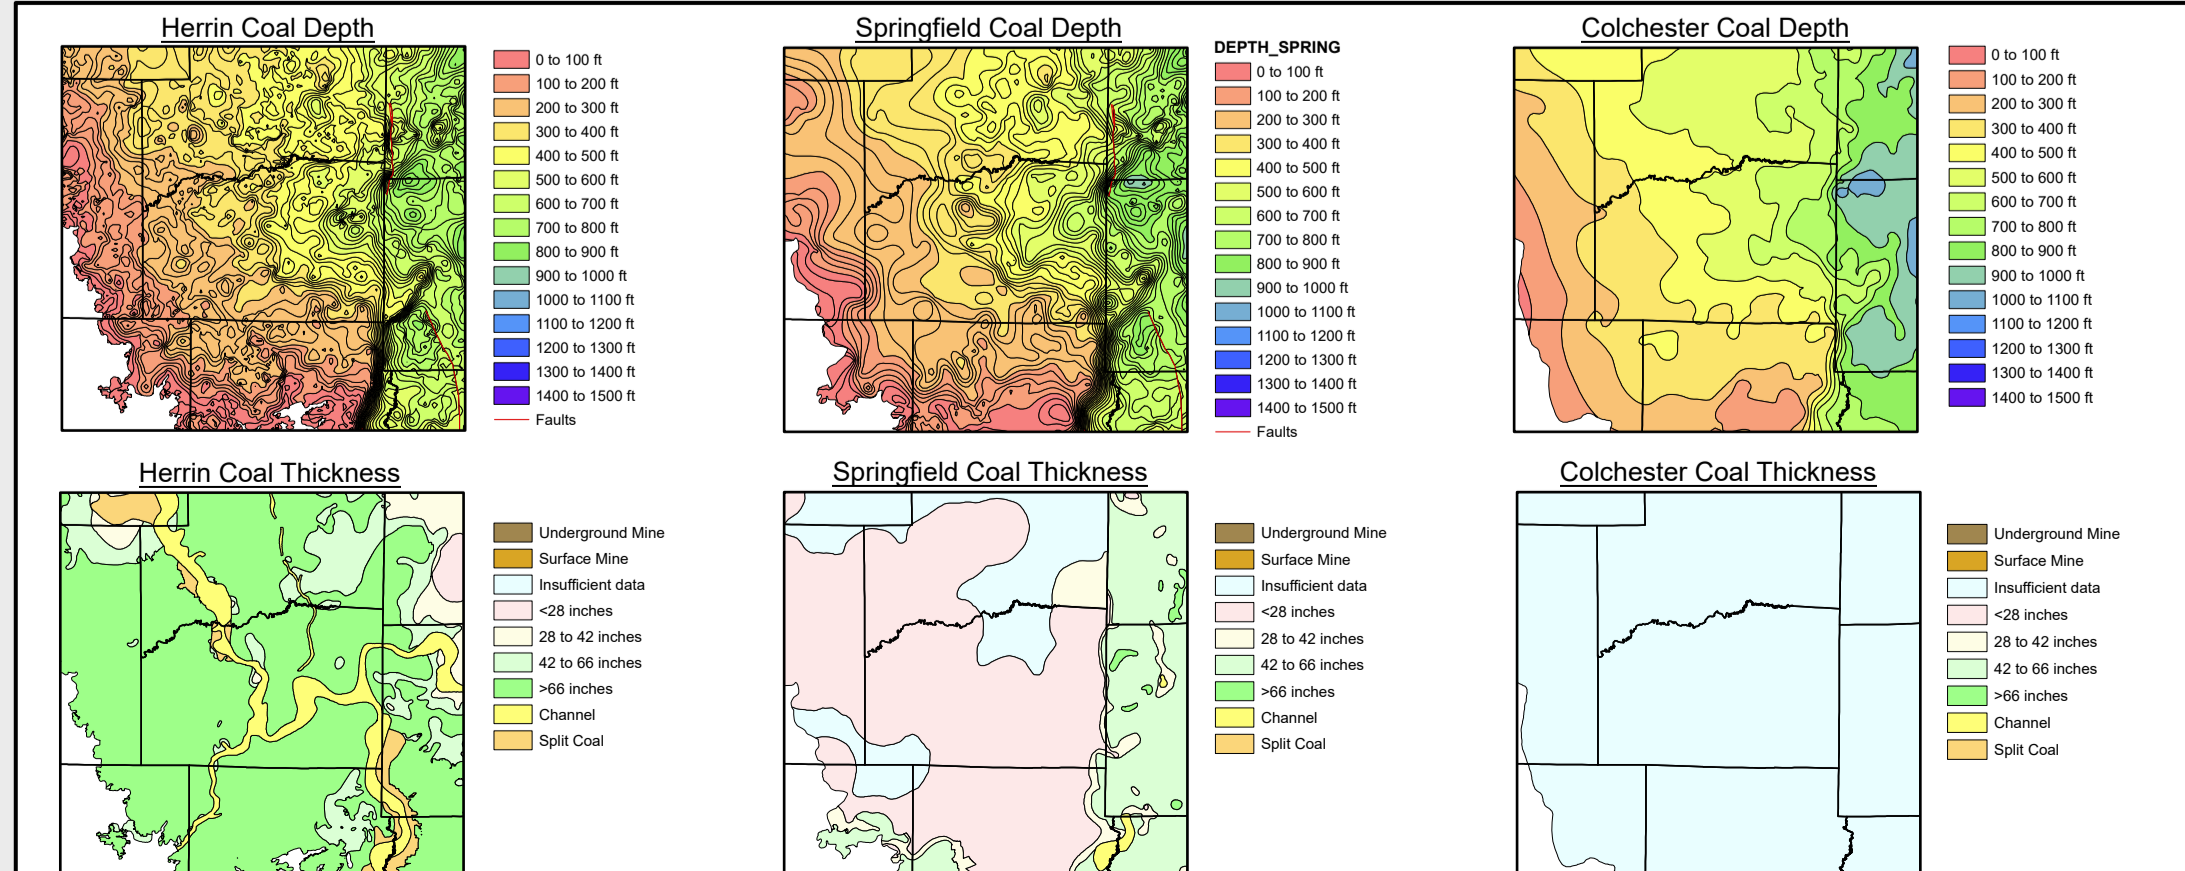 Herrin Coal Depth
0 to 100 ft
100 to 200 ft
200 to 300 ft
300 to 400 ft
400 to 500 ft
500 to 600 ft
600 to 700 ft
700 to 800 ft
800 to 900 ft
900 to 1000 ft
1000 to 1100 ft
1100 to 1200 ft
1200 to 1300 ft
1300 to 1400 ft
1400 to 1500 ft
Faults
Springfield Coal Depth
DEPTH_SPRING
0 to 100 ft
100 to 200 ft
200 to 300 ft
300 to 400 ft
400 to 500 ft
500 to 600 ft
600 to 700 ft
700 to 800 ft
800 to 900 ft
900 to 1000 ft
1000 to 1100 ft
1100 to 1200 ft
1200 to 1300 ft
1300 to 1400 ft
1400 to 1500 ft
Faults
Colchester Coal Depth
0 to 100 ft
100 to 200 ft
200 to 300 ft
300 to 400 ft
400 to 500 ft
500 to 600 ft
600 to 700 ft
700 to 800 ft
800 to 900 ft
900 to 1000 ft
1000 to 1100 ft
1100 to 1200 ft
1200 to 1300 ft
1300 to 1400 ft
1400 to 1500 ft
Herrin Coal Thickness
Underground Mine
Surface Mine
Insufficient data
<28 inches
28 to 42 inches
42 to 66 inches
>66 inches
Channel
Split Coal
Springfield Coal Thickness
Underground Mine
Surface Mine
Insufficient data
<28 inches
28 to 42 inches
42 to 66 inches
>66 inches
Channel
Split Coal
Colchester Coal Thickness
Underground Mine
Surface Mine
Insufficient data
<28 inches
28 to 42 inches
42 to 66 inches
>66 inches
Channel
Split Coal